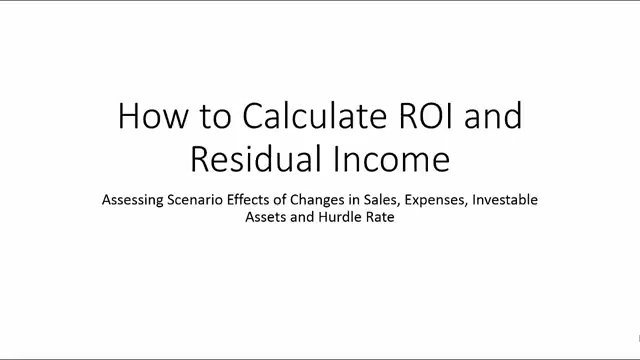 How to Calculate ROI and
Residual Income
Assessing Scenario Effects of Changes in Sales, Expenses, Investable
Assets and Hurdle Rate